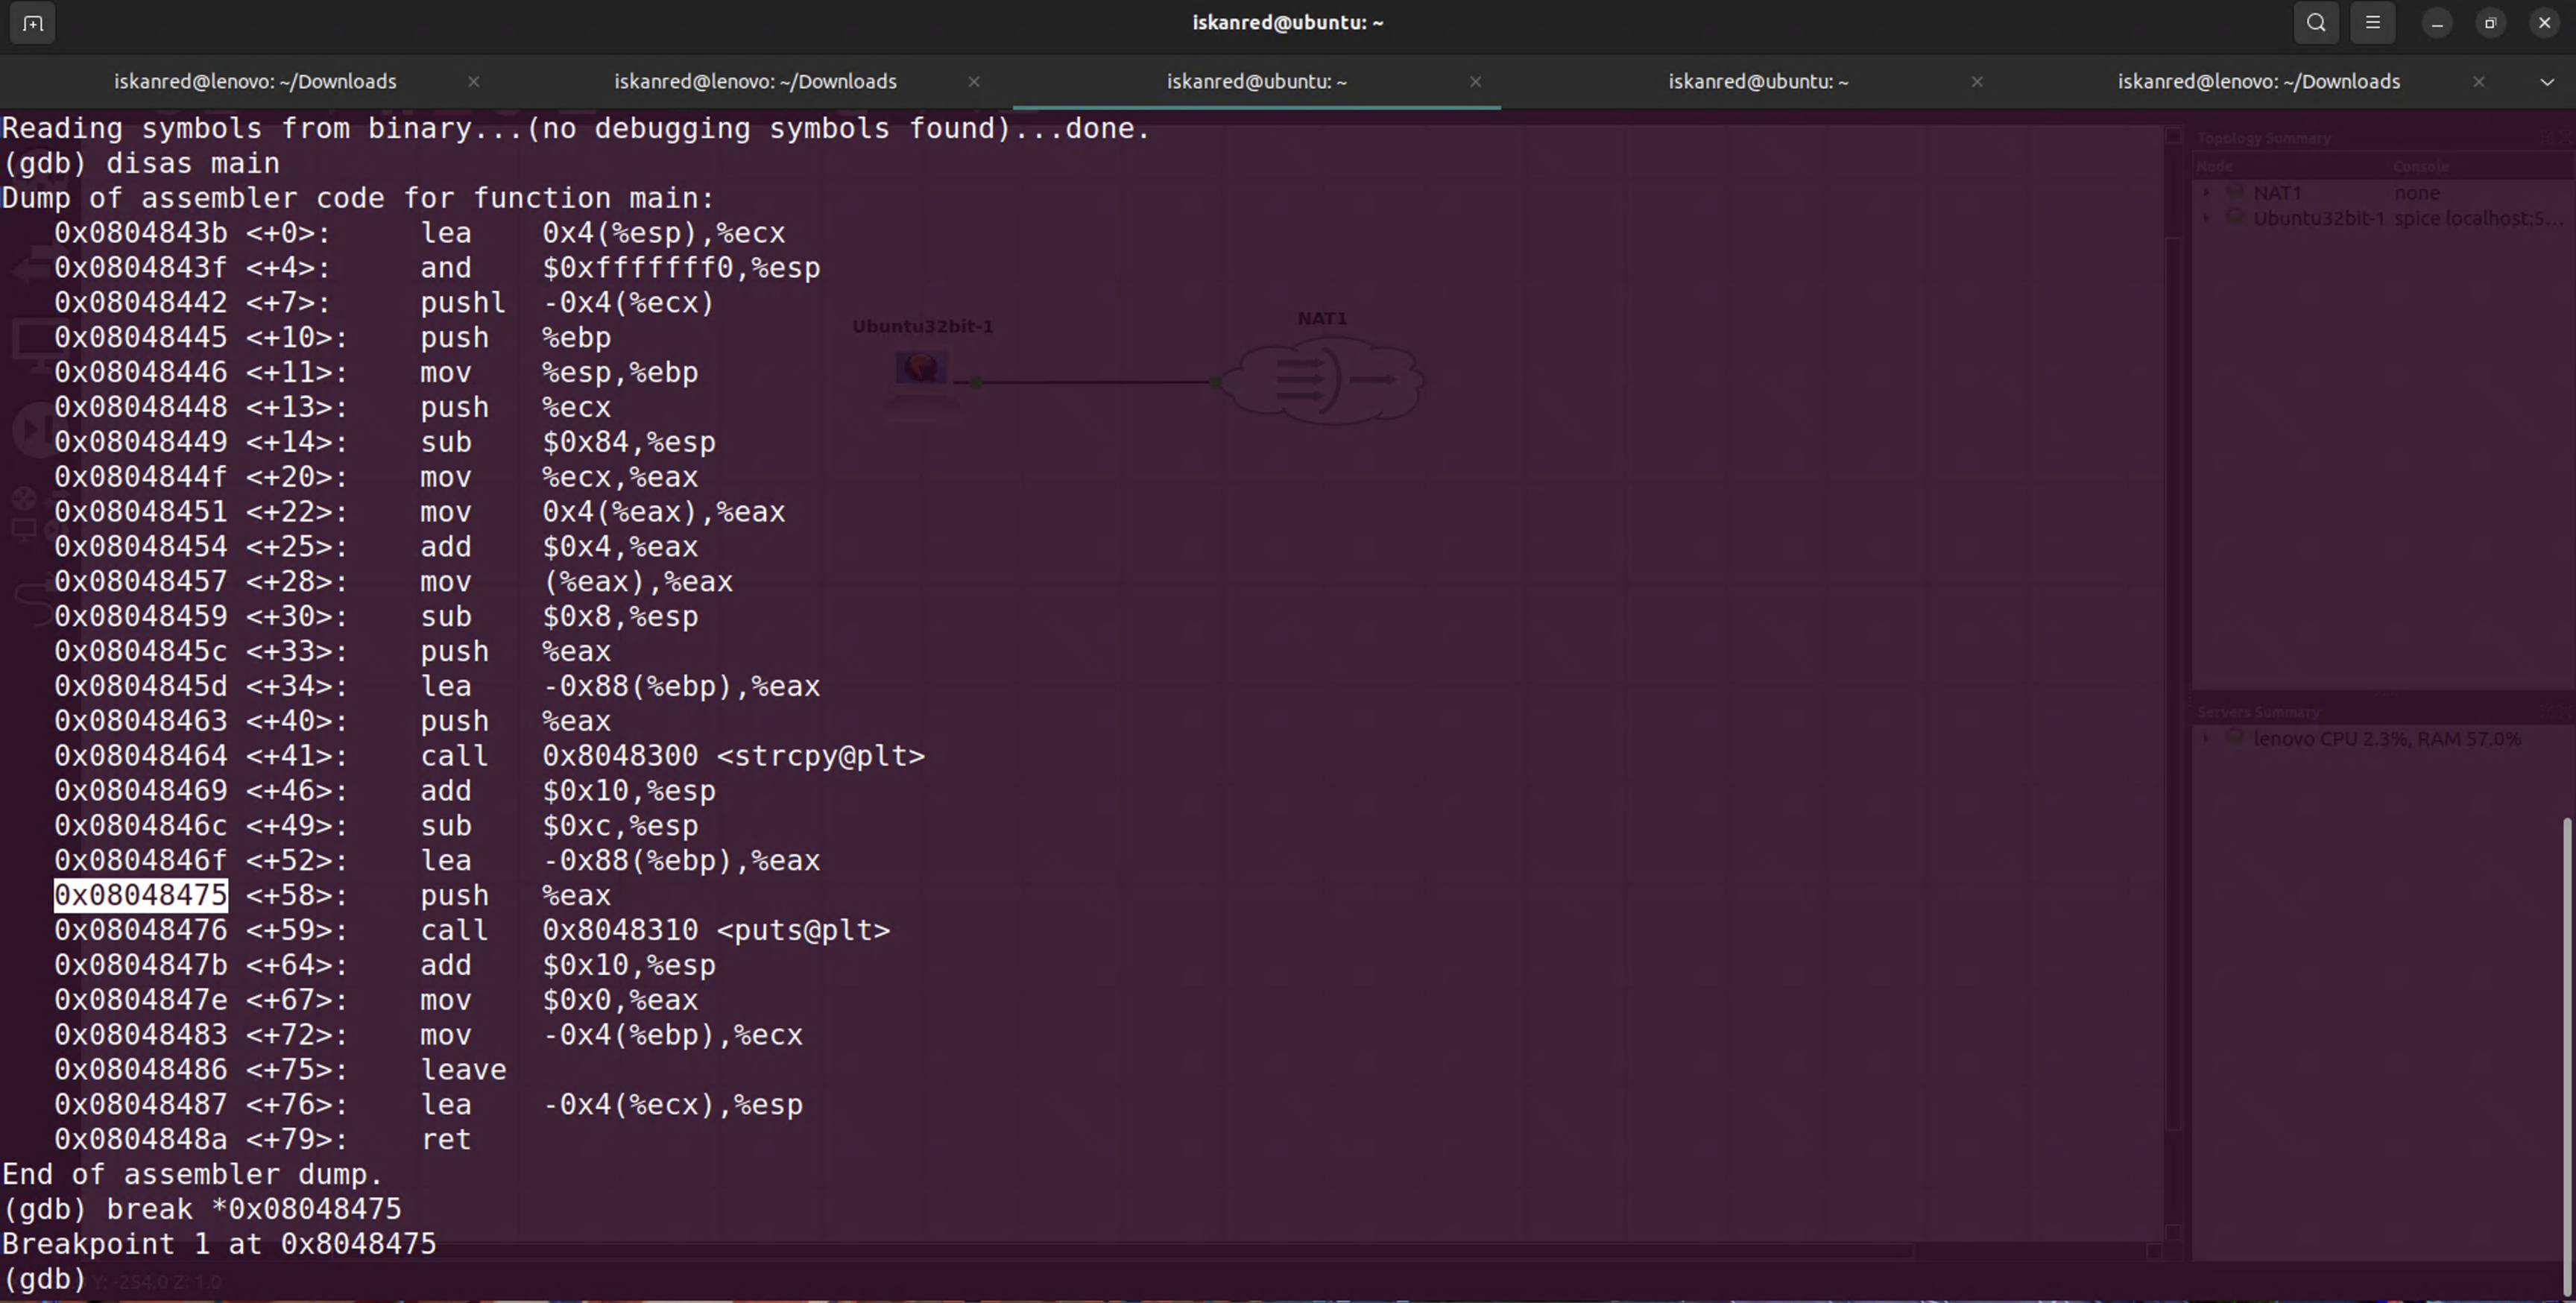 iskanred@ubuntu: ~
iskanred@lenovo: ~/Downloads
iskanred@lenovo: ~/Downloads
iskanred@ubuntu: ~
iskanred@ubuntu: ~
iskanred@lenovo: ~/Downloads
Reading symbols from binary...(no debugging symbols found)...done.
(gdb) disas main
Dump of assembler code for function main:
0x0804843b <+0>: lea 0x4(%esp),%ecx
0x0804843f <+4>: and $0xfffffff0,%esp
0x08048442 <+7>: pushl -0x4(%ecx)
0x08048445 <+10>: push %ebp
0x08048446 <+11>: mov %esp,%ebp
0x08048448 <+13>: push %ecx
0x08048449 <+14>: sub $0x84,%esp
0x0804844f <+20>: mov %ecx,%eax
0x08048451 <+22>: mov 0x4(%eax),%eax
0x08048454 <+25>: add $0x4,%eax
0x08048457 <+28>: mov (%eax),%eax
0x08048459 <+30>: sub $0x8,%esp
0x0804845c <+33>: push %eax
0x0804845d <+34>: lea -0x88(%ebp),%eax
0x08048463 <+40>: push %eax
0x08048464 <+41>: call 0x8048300 <strcpy@plt>
0x08048469 <+46>: add $0x10,%esp
0x0804846c <+49>: sub $0xc,%esp
0x0804846f <+52>: lea -0x88(%ebp),%eax
0x08048475 <+58>: push %eax
0x08048476 <+59>: call 0x8048310 <puts@plt>
0x0804847b <+64>: add $0x10,%esp
0x0804847e <+67>: mov $0x0,%eax
0x08048483 <+72>: mov -0x4(%ebp),%ecx
0x08048486 <+75>: leave
0x08048487 <+76>: lea -0x4(%ecx),%esp
0x0804848a <+79>: ret
End of assembler dump.
(gdb) break *0x08048475
Breakpoint 1 at 0x8048475
(gdb)
Y: -254.0 Z: 1.0
Ubuntu32bit-1
NAT1
Topology Summary
Node Console
NAT1 none
Ubuntu32bit-1 spice localhost:5...
Servers Summary
lenovo CPU 2.3%, RAM 57.0%